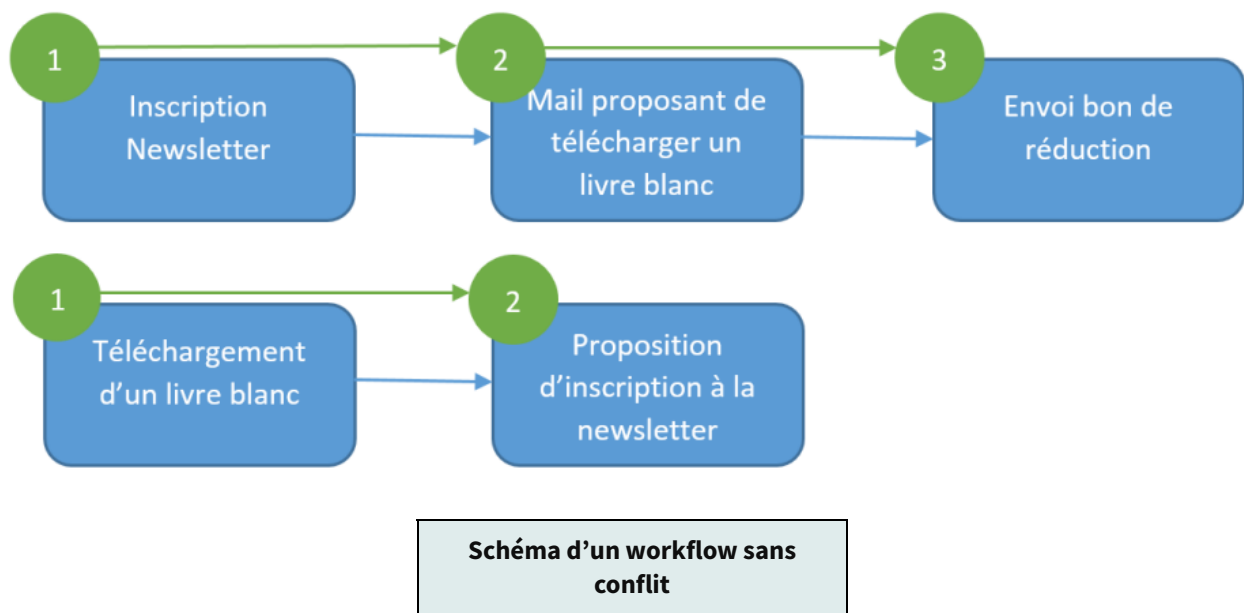 1
Inscription
Newsletter
2
Mail proposant de
télécharger un
livre blanc
3
Envoi bon de
réduction
1
Téléchargement
d’un livre blanc
2
Proposition
d’inscription à la
newsletter
Schéma d’un workflow sans
conflit